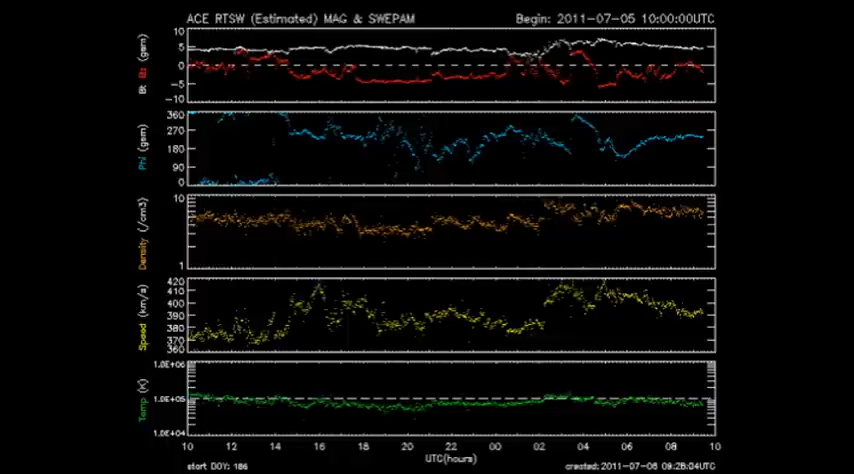 ACE RTSW (Estimated) MAG & SWEPAM Begin: 2011-07-05 10:00:00UTC
Bt Bz (gsm)
10
5
0
-5
-10
Phi (gsm)
360
270
180
90
0
Density (/cm3)
10
1
Speed (km/s)
420
410
400
390
380
370
360
Temp (K)
1.0E+06
1.0E+05
1.0E+04
10 12 14 16 18 20 22 00 02 04 06 08 10
UTC(hours)
start DOY: 186 created: 2011-07-06 09:28:04UTC